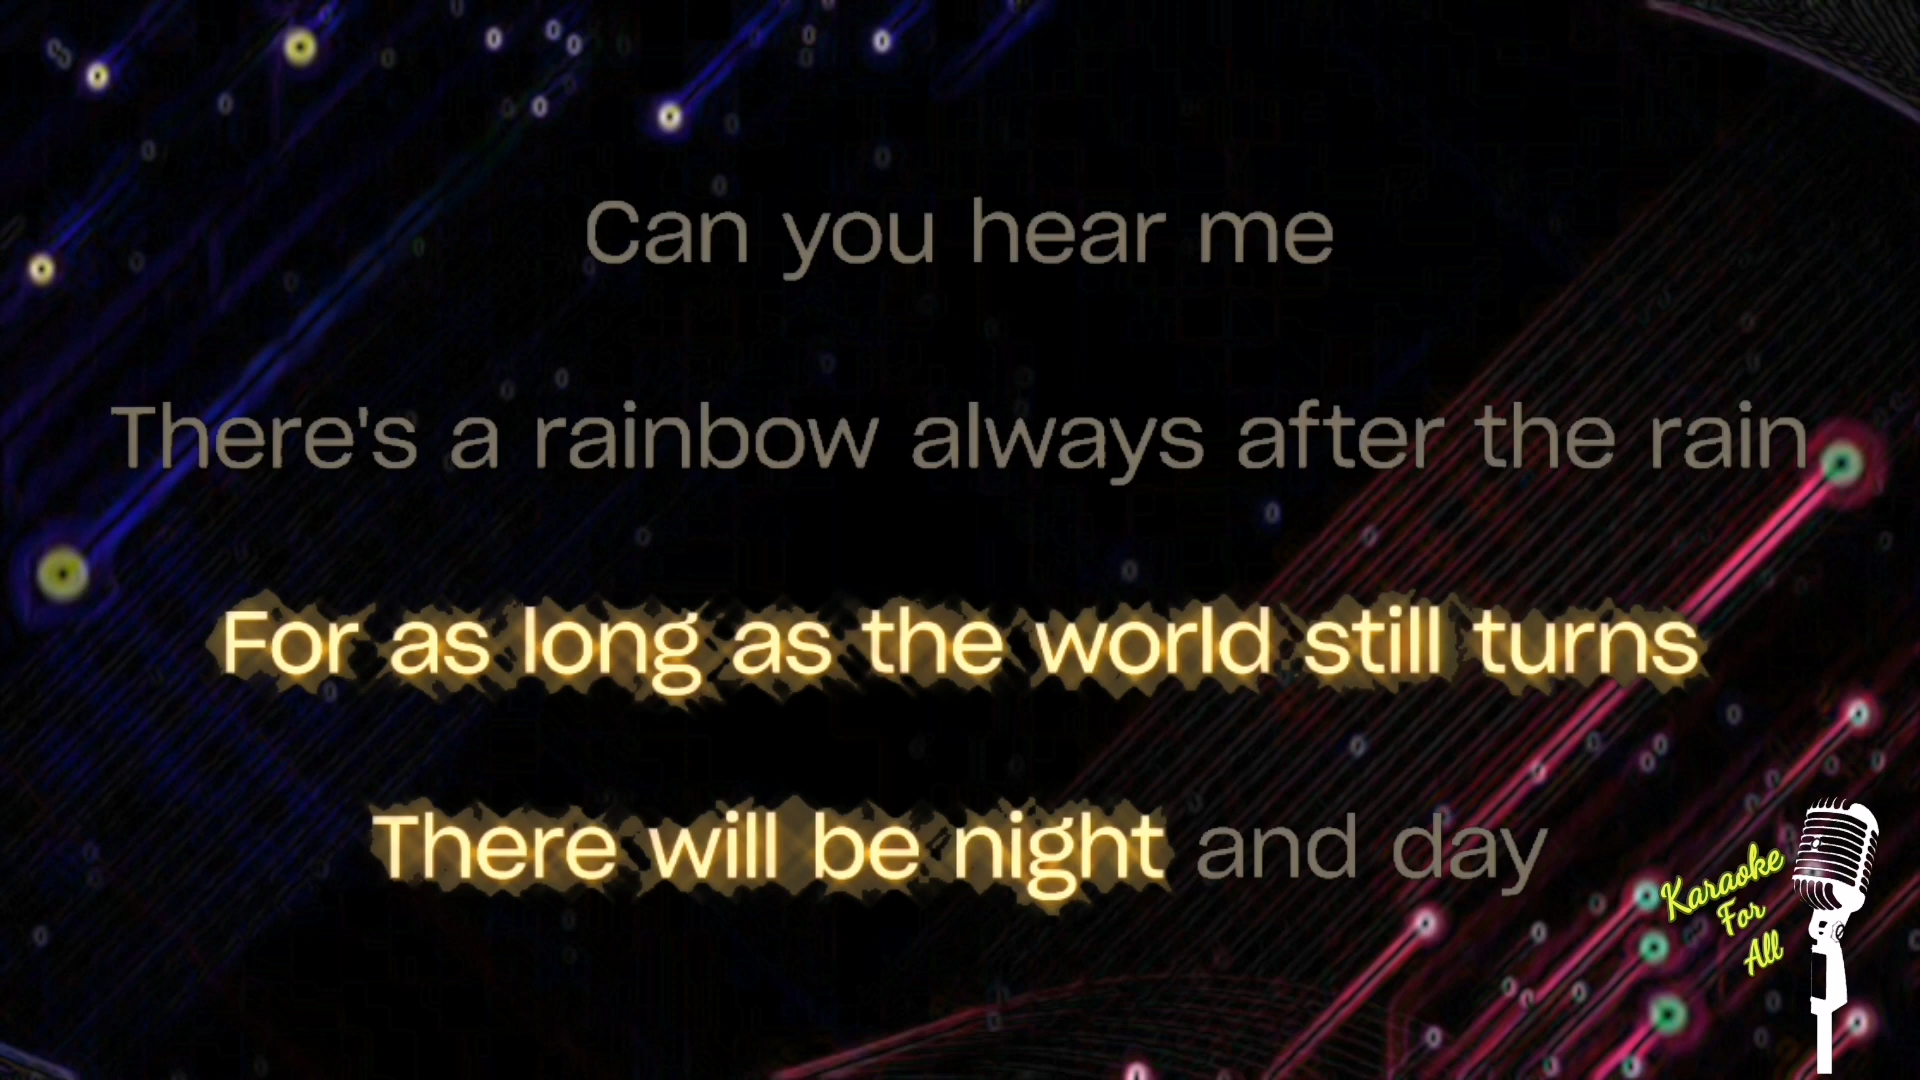 Can you hear me
There's a rainbow always after the rain
For as long as the world still turns
There will be night and day
Karaoke
For
All